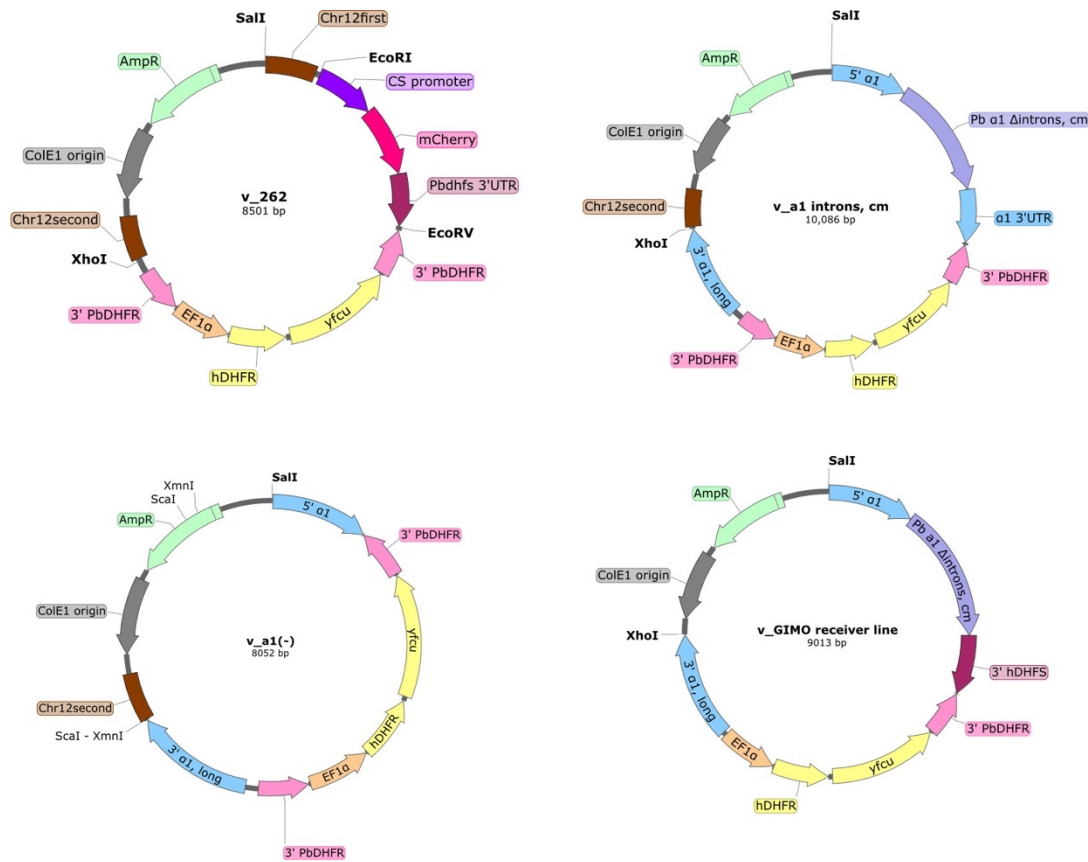 SalI
Chr12first
EcoRI
CS promoter
mCherry
Pbdhfs 3'UTR
EcoRV
3' PbDHFR
yfcu
hDHFR
EF1α
3' PbDHFR
XhoI
Chr12second
ColE1 origin
AmpR
v_262
8501 bp
SalI
5' α1
Pb α1 Δintrons, cm
α1 3'UTR
3' PbDHFR
yfcu
hDHFR
EF1α
3' PbDHFR
3' α1, long
XhoI
Chr12second
ColE1 origin
AmpR
v_a1 introns, cm
10,086 bp
SalI
5' α1
3' PbDHFR
yfcu
hDHFR
EF1α
3' PbDHFR
3' α1, long
ScaI - XmnI
Chr12second
ColE1 origin
AmpR
ScaI
XmnI
v_a1(-)
8052 bp
SalI
5' α1
Pb α1 Δintrons, cm
3' hDHFS
3' PbDHFR
yfcu
hDHFR
EF1α
3' α1, long
XhoI
ColE1 origin
AmpR
v_GIMO receiver line
9013 bp